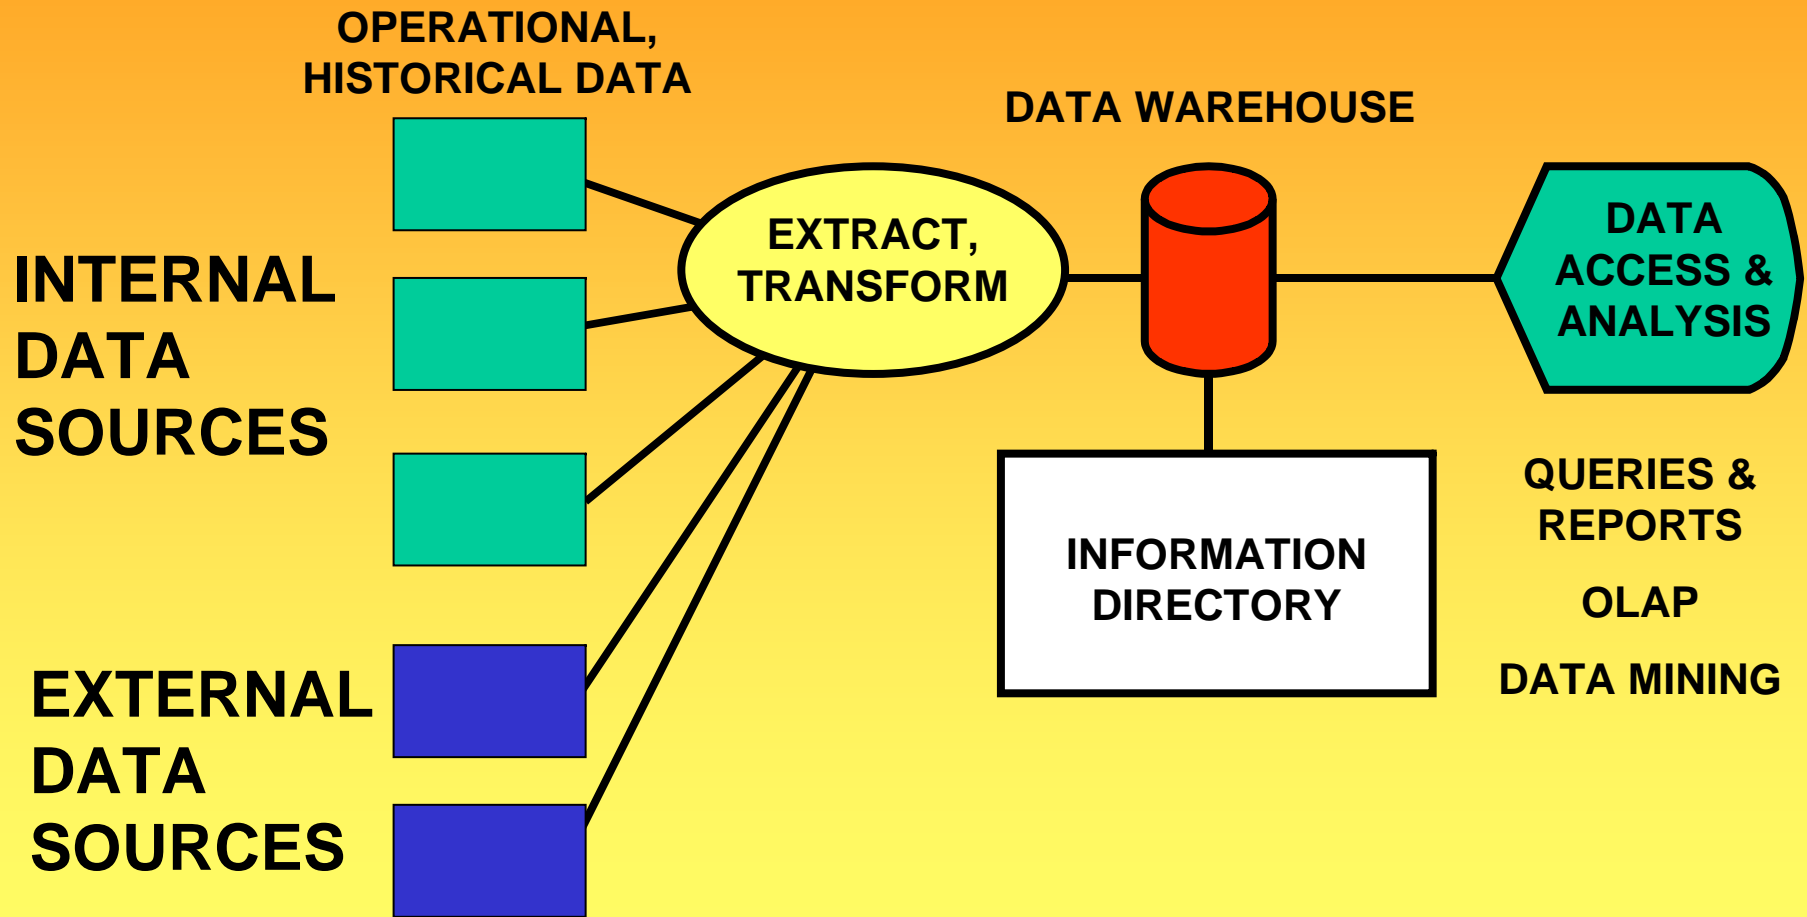 OPERATIONAL,
HISTORICAL DATA
DATA WAREHOUSE
INTERNAL
DATA
SOURCES
EXTRACT,
TRANSFORM
DATA
ACCESS &
ANALYSIS
INFORMATION
DIRECTORY
QUERIES &
REPORTS
OLAP
DATA MINING
EXTERNAL
DATA
SOURCES